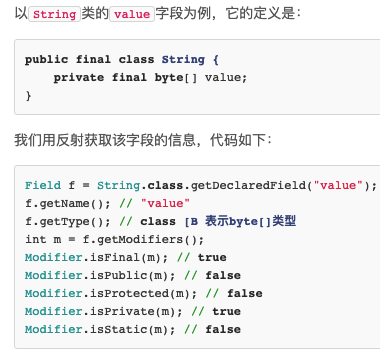 以String类的value字段为例，它的定义是：
public final class String {
    private final byte[] value;
}
我们用反射获取该字段的信息，代码如下：
Field f = String.class.getDeclaredField("value");
f.getName(); // "value"
f.getType(); // class [B 表示byte[]类型
int m = f.getModifiers();
Modifier.isFinal(m); // true
Modifier.isPublic(m); // false
Modifier.isProtected(m); // false
Modifier.isPrivate(m); // true
Modifier.isStatic(m); // false